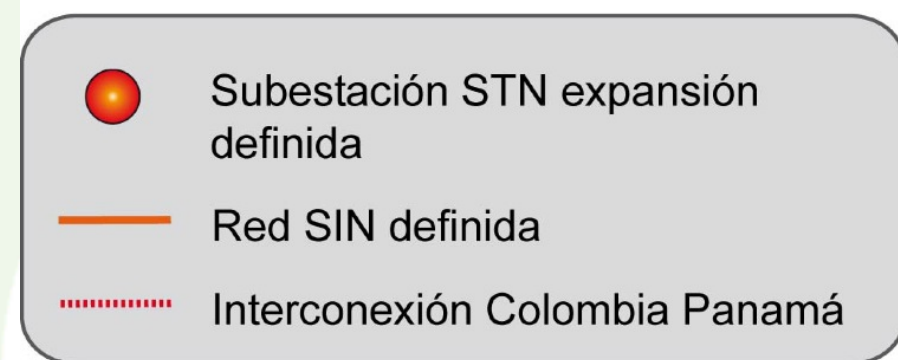 Subestación STN expansión
definida
Red SIN definida
Interconexión Colombia Panamá